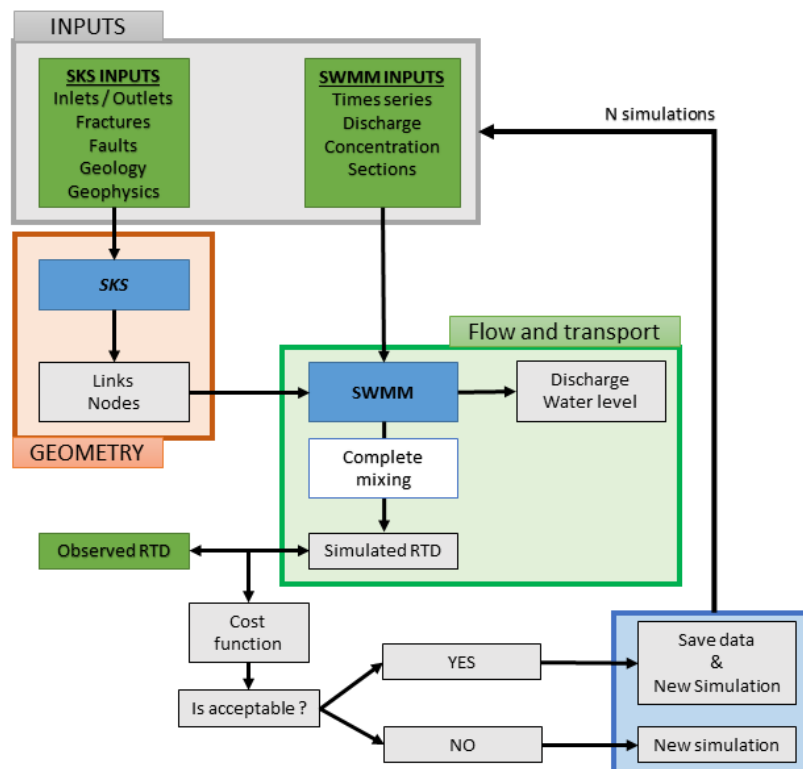 INPUTS
SKS INPUTS
Inlets / Outlets
Fractures
Faults
Geology
Geophysics
SWMM INPUTS
Times series
Discharge
Concentration
Sections
N simulations
SKS
Links
Nodes
GEOMETRY
Flow and transport
SWMM
Discharge
Water level
Complete
mixing
Observed RTD
Simulated RTD
Cost
function
Is acceptable ?
YES
Save data
&
New Simulation
NO
New simulation